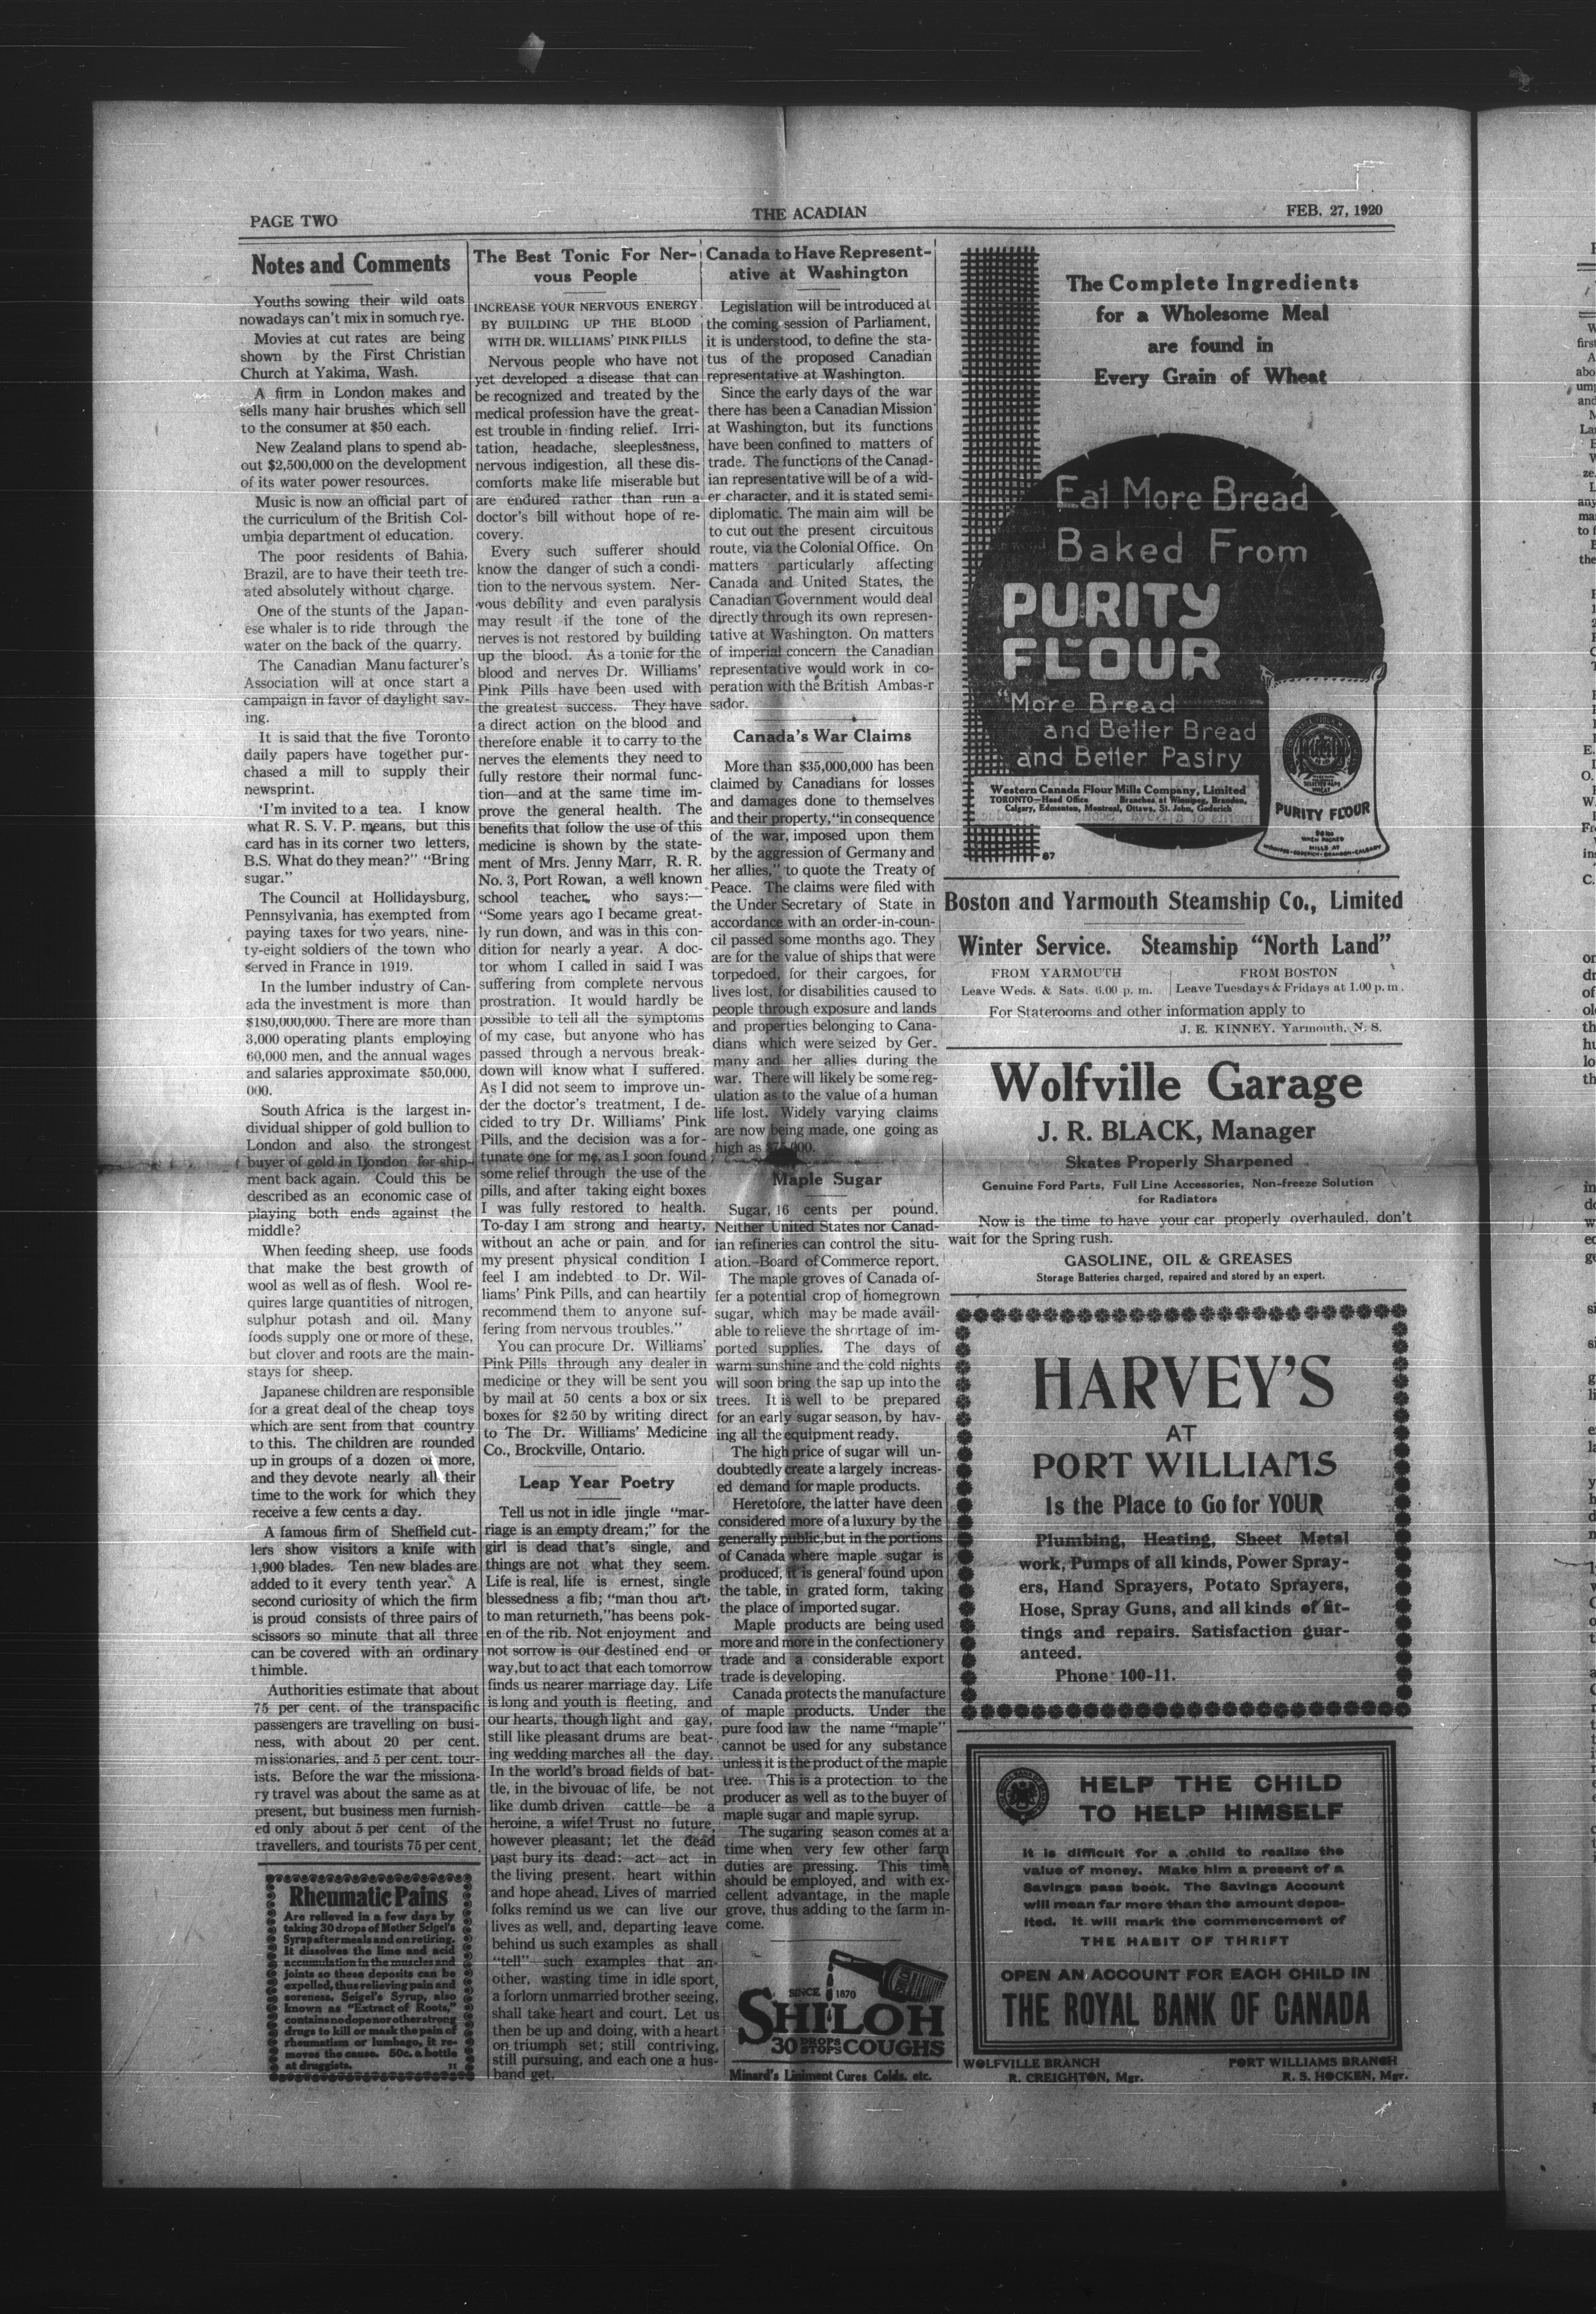 PAGE TWO
THE ACADIAN
FEB. 27, 1920
Notes and Comments
Youths sowing their wild oats
nowadays can't mix in somuch rye.
Movies at cut rates are being
shown by the First Christian
Church at Yakima, Wash.
A firm in London makes and
sells many hair brushes which sell
to the consumer at $50 each.
New Zealand plans to spend ab-
out $2,500,000 on the development
of its water power resources.
Music is now an official part of
the curriculum of the British Col-
umbia department ot education.
The poor residents of Bahia,
Brazil, are to have their teeth tre-
ated absolutely without charge.
One of the stunts of the Japan-
ese whaler is to ride through the
water on the back of the quarry.
The Canadian Manufacturer's
Association will at once start a
campaign in favor of daylight sav-
ing.
It is said that the five Toronto
daily papers have together pur-
chased a mill to supply their
newsprint.
'I'm invited to a tea. I know
what R. S. V. P. means, but this
card has in its corner two letters,
B.S. What do they mean?" "Bring
sugar."
The Council at Hollidaysburg,
Pennsylvania, has exempted from
paying taxes for two years, nine-
ty-eight soldiers of the town who
served in France in 1919.
In the lumber industry of Can-
ada the investment is more than
$180,000,000. There are more than
3,000 operating plants employing
60,000 men, and the annual wages
and salaries approximate $50,000,
000.
South Africa is the largest in-
dividual shipper of gold bullion to
London and also the strongest
buyer of gold in London for ship-
ment back again. Could this be
described as an economic case of
playing both ends against the
middle?
When feeding sheep, use foods
that make the best growth of
wool as well as of flesh. Wool re-
quires large quantities of nitrogen,
sulphur potash and oil. Many
foods supply one or more of these,
but clover and roots are the main-
stays for sheep.
Japanese children are responsible
for a great deal of the cheap toys
which are sent from that country
to this. The children are rounded
up in groups of a dozen or more,
and they devote nearly all their
time to the work for which they
receive a few cents a day.
A famous firm of Sheffield cut-
lers show visitors a knife with
1,900 blades. Ten new blades are
added to it every tenth year. A
second curiosity of which the firm
is proud consists of three pairs of
scissors so minute that all three
can be covered with an ordinary
thimble.
Authorities estimate that about
75 per cent. of the transpacific
passengers are travelling on busi-
ness, with about 20 per cent.
missionaries, and 5 per cent. tour-
ists. Before the war the missiona-
ry travel was about the same as at
present, but business men furnish-
ed only about 5 per cent of the
travellers, and tourists 75 per cent.
Rheumatic Pains
Are relieved in a few days by
taking 30 drops of Mother Seigel's
Syrup after meals and on retiring.
It dissolves the lime and acid
accumulation in the muscles and
joints so these deposits can be
expelled, thus relieving pain and
soreness. Seigel's Syrup, also
known as "Extract of Roots,"
contains no dope nor other strong
drugs to kill or mask the pain of
rheumatism or lumbago, it re-
moves the cause. 50c. a bottle
at druggists. 11
The Best Tonic For Ner-
vous People
INCREASE YOUR NERVOUS ENERGY
BY BUILDING UP THE BLOOD
WITH DR. WILLIAMS' PINK PILLS
Nervous people who have not
yet developed a disease that can
be recognized and treated by the
medical profession have the great-
est trouble in finding relief. Irri-
tation, headache, sleeplessness,
nervous indigestion, all these dis-
comforts make life miserable but
are endured rather than run a
doctor's bill without hope of re-
covery.
Every such sufferer should
know the danger of such a condi-
tion to the nervous system. Ner-
vous debility and even paralysis
may result if the tone of the
nerves is not restored by building
up the blood. As a tonic for the
blood and nerves Dr. Williams'
Pink Pills have been used with
the greatest success. They have
a direct action on the blood and
therefore enable it to carry to the
nerves the elements they need to
fully restore their normal func-
tion—and at the same time im-
prove the general health. The
benefits that follow the use of this
medicine is shown by the state-
ment of Mrs. Jenny Marr, R. R.
No. 3, Port Rowan, a well known
school teacher, who says:—
"Some years ago I became great-
ly run down, and was in this con-
dition for nearly a year. A doc-
tor whom I called in said I was
suffering from complete nervous
prostration. It would hardly be
possible to tell all the symptoms
of my case, but anyone who has
passed through a nervous break-
down will know what I suffered.
As I did not seem to improve un-
der the doctor's treatment, I de-
cided to try Dr. Williams' Pink
Pills, and the decision was a for-
tunate one for me, as I soon found
some relief through the use of the
pills, and after taking eight boxes
I was fully restored to health.
To-day I am strong and hearty,
without an ache or pain, and for
my present physical condition I
feel I am indebted to Dr. Wil-
liams' Pink Pills, and can heartily
recommend them to anyone suf-
fering from nervous troubles."
You can procure Dr. Williams'
Pink Pills through any dealer in
medicine or they will be sent you
by mail at 50 cents a box or six
boxes for $2.50 by writing direct
to The Dr. Williams' Medicine
Co., Brockville, Ontario.
Leap Year Poetry
Tell us not in idle jingle "mar-
riage is an empty dream;" for the
girl is dead that's single, and
things are not what they seem.
Life is real, life is ernest, single
blessedness a fib; "man thou art,
to man returneth,"has beens pok-
en of the rib. Not enjoyment and
not sorrow is our destined end or
way,but to act that each tomorrow
finds us nearer marriage day. Life
is long and youth is fleeting, and
our hearts, though light and gay,
still like pleasant drums are beat-
ing wedding marches all the day.
In the world's broad fields of bat-
tle, in the bivouac of life, be not
like dumb driven cattle—be a
heroine, a wife! Trust no future,
however pleasant; let the dead
past bury its dead:—act—act in
the living present, heart within
and hope ahead. Lives of married
folks remind us we can live our
lives as well, and, departing leave
behind us such examples as shall
"tell"—such examples that an-
other, wasting time in idle sport,
a forlorn unmarried brother seeing,
shall take heart and court. Let us
then be up and doing, with a heart
on triumph set; still contriving,
still pursuing, and each one a hus-
band get.
Canada to Have Represent-
ative at Washington
Legislation will be introduced at
the coming session of Parliament,
it is understood, to define the sta-
tus of the proposed Canadian
representative at Washington.
Since the early days of the war
there has been a Canadian Mission
at Washington, but its functions
have been confined to matters of
trade. The functions of the Canad-
ian representative will be of a wid-
er character, and it is stated semi-
diplomatic. The main aim will be
to cut out the present circuitous
route, via the Colonial Office. On
matters particularly affecting
Canada and United States, the
Canadian Government would deal
directly through its own represen-
tative at Washington. On matters
of imperial concern the Canadian
representative would work in co-
peration with the British Ambas-r
sador.
Canada's War Claims
More than $35,000,000 has been
claimed by Canadians for losses
and damages done to themselves
and their property,"in consequence
of the war, imposed upon them
by the aggression of Germany and
her allies," to quote the Treaty of
Peace. The claims were filed with
the Under Secretary of State in
accordance with an order-in-coun-
cil passed some months ago. They
are for the value of ships that were
torpedoed, for their cargoes, for
lives lost, for disabilities caused to
people through exposure and lands
and properties belonging to Cana-
dians which were seized by Ger-
many and her allies during the
war. There will likely be some reg-
ulation as to the value of a human
life lost. Widely varying claims
are now being made, one going as
high as $75,000.
Maple Sugar
Sugar, 16 cents per pound.
Neither United States nor Canad-
ian refineries can control the situ-
ation.—Board of Commerce report.
The maple groves of Canada of-
fer a potential crop of homegrown
sugar, which may be made avail-
able to relieve the shortage of im-
ported supplies. The days of
warm sunshine and the cold nights
will soon bring the sap up into the
trees. It is well to be prepared
for an early sugar season, by hav-
ing all the equipment ready.
The high price of sugar will un-
doubtedly create a largely increas-
ed demand for maple products.
Heretofore, the latter have deen
considered more of a luxury by the
generally public,but in the portions
of Canada where maple sugar is
produced, it is general found upon
the table, in grated form, taking
the place of imported sugar.
Maple products are being used
more and more in the confectionery
trade and a considerable export
trade is developing.
Canada protects the manufacture
of maple products. Under the
pure food law the name "maple"
cannot be used for any substance
unless it is the product of the maple
tree. This is a protection to the
producer as well as to the buyer of
maple sugar and maple syrup.
The sugaring season comes at a
time when very few other farm
duties are pressing. This time
should be employed, and with ex-
cellent advantage, in the maple
grove, thus adding to the farm in-
come.
SINCE 1870
SHILOH
30 DROPS STOPS COUGHS
Minard's Liniment Cures Colds, etc.
The Complete Ingredients
for a Wholesome Meal
are found in
Every Grain of Wheat
Eat More Bread
Baked From
PURITY
FLOUR
"More Bread
and Better Bread
and Better Pastry
Western Canada Flour Mills Company, Limited
TORONTO—Head Office Branches at Winnipeg, Brandon,
Calgary, Edmonton, Montreal, Ottawa, St. John, Goderich
PURITY FLOUR
87
Boston and Yarmouth Steamship Co., Limited
Winter Service. Steamship "North Land"
FROM YARMOUTH
Leave Weds. & Sats. 6.00 p. m.
FROM BOSTON
Leave Tuesdays & Fridays at 1.00 p. m.
For Staterooms and other information apply to
J. E. KINNEY, Yarmouth, N. S.
Wolfville Garage
J. R. BLACK, Manager
Skates Properly Sharpened
Genuine Ford Parts, Full Line Accessories, Non-freeze Solution
for Radiators
Now is the time to have your car properly overhauled, don't
wait for the Spring rush.
GASOLINE, OIL & GREASES
Storage Batteries charged, repaired and stored by an expert.
HARVEY'S
AT
PORT WILLIAMS
Is the Place to Go for YOUR
Plumbing, Heating, Sheet Metal
work, Pumps of all kinds, Power Spray-
ers, Hand Sprayers, Potato Sprayers,
Hose, Spray Guns, and all kinds of fit-
tings and repairs. Satisfaction guar-
anteed.
Phone 100-11.
HELP THE CHILD
TO HELP HIMSELF
It is difficult for a child to realize the
value of money. Make him a present of a
Savings pass book. The Savings Account
will mean far more than the amount depos-
ited. It will mark the commencement of
THE HABIT OF THRIFT
OPEN AN ACCOUNT FOR EACH CHILD IN
THE ROYAL BANK OF CANADA
WOLFVILLE BRANCH
R. CREIGHTON, Mgr.
PORT WILLIAMS BRANCH
R. S. HOCKEN, Mgr.